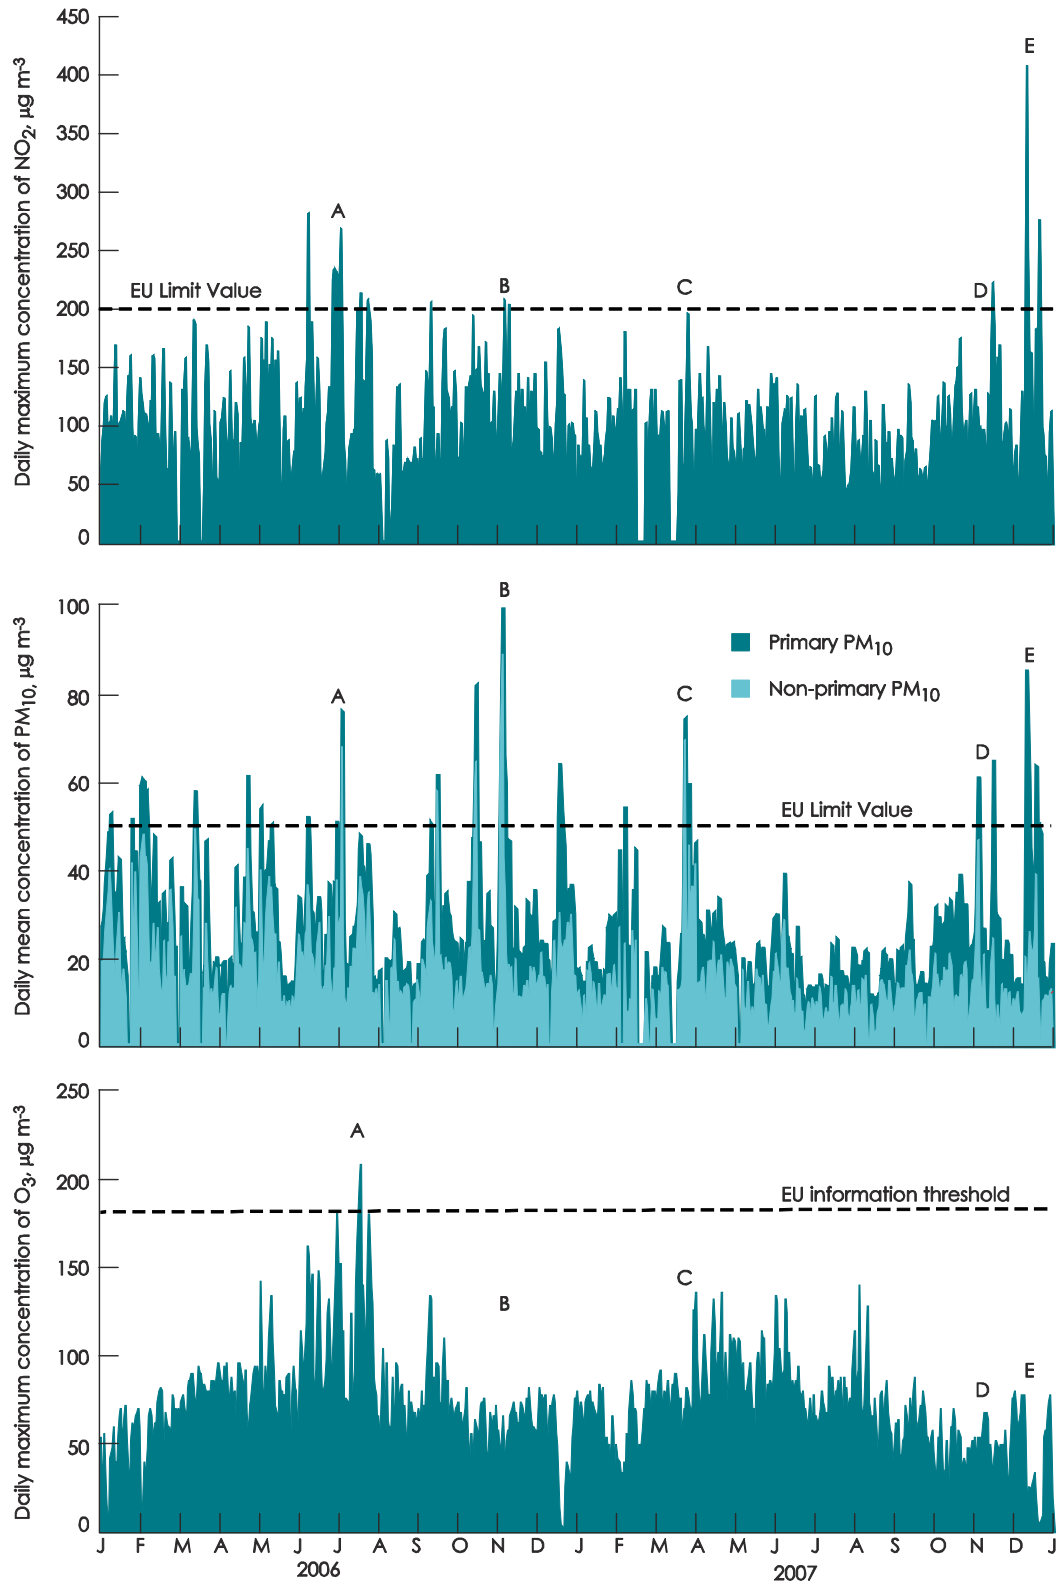 Daily maximum concentration of NO2, µg m-3
450
400
350
300
250
200
150
100
50
0
EU Limit Value
A
B
C
D
E
Daily mean concentration of PM10, µg m-3
100
80
60
40
20
0
A
B
C
D
E
Primary PM10
Non-primary PM10
EU Limit Value
Daily maximum concentration of O3, µg m-3
250
200
150
100
50
0
A
B
C
D
E
EU information threshold
J F M A M J J A S O N D J F M A M J J A S O N D J
2006 2007